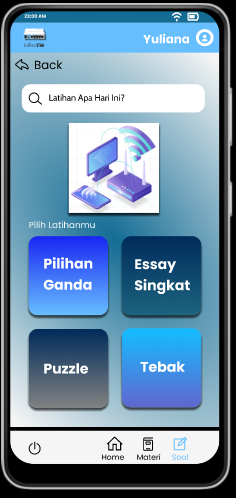 11:00 AM
Yuliana
Back
Latihan Apa Hari Ini?
Pilih Latihanmu
Pilihan
Ganda
Essay
Singkat
Puzzle
Tebak
Home
Materi
Soal